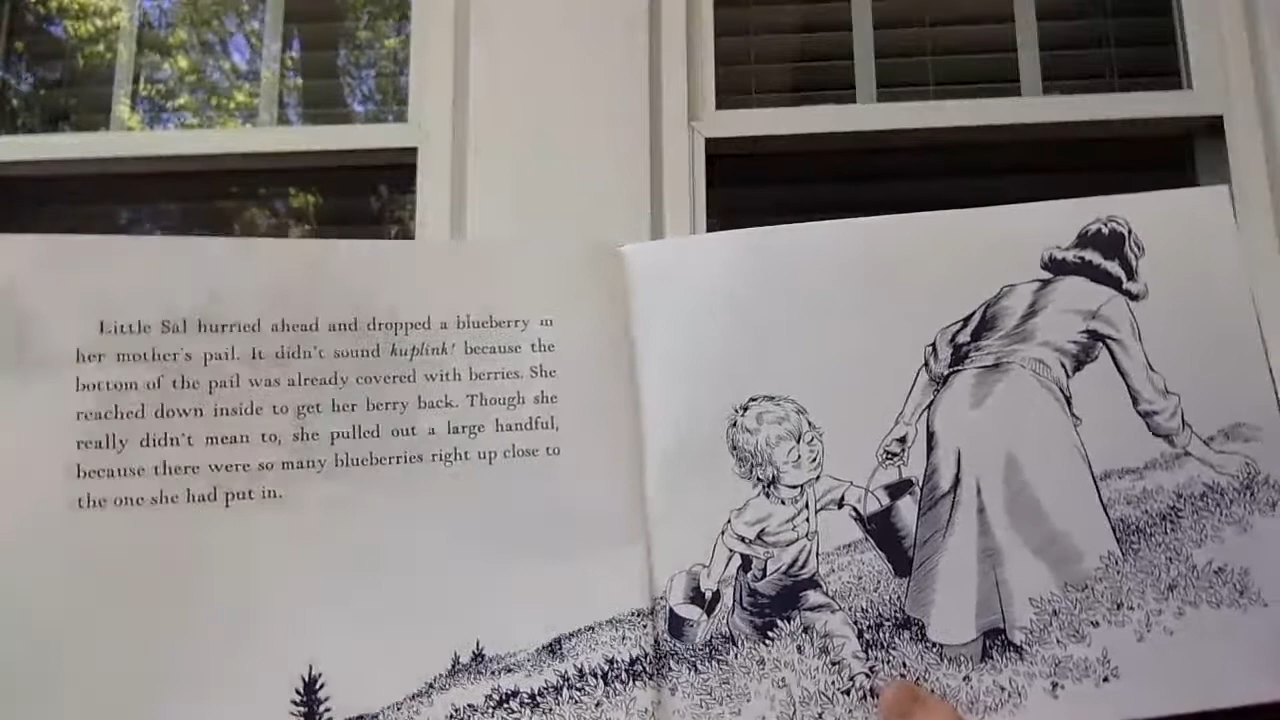 Little Sal hurried ahead and dropped a blueberry in
her mother's pail. It didn't sound kuplink! because the
bottom of the pail was already covered with berries. She
reached down inside to get her berry back. Though she
really didn't mean to, she pulled out a large handful,
because there were so many blueberries right up close to
the one she had put in.